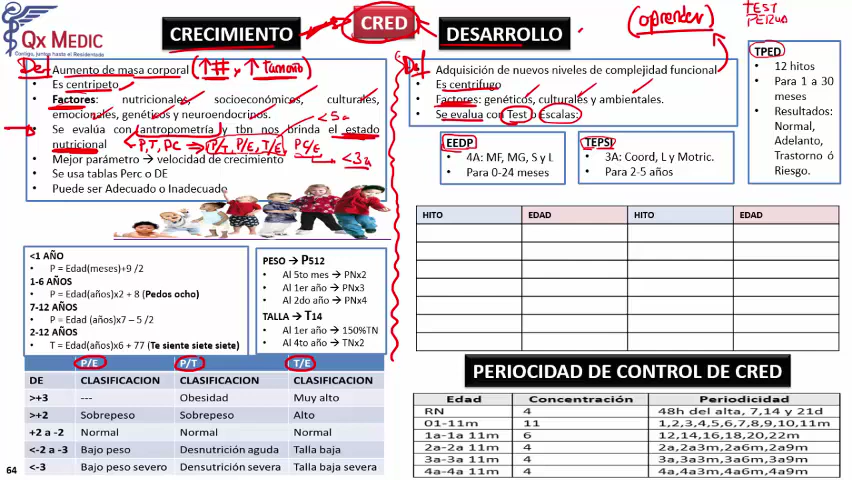 Qx MEDIC
Contigo, juntos hasta el Residentado
CRECIMIENTO
CRED
DESARROLLO
(aprender)
TEST
PERUA
Def
Aumento de masa corporal (↑#, ↑ Tamaño)
• Es centripeto
• Factores: nutricionales, socioeconómicos, culturales,
emocionales, genéticos y neuroendocrinos.
<5a
• Se evalúa con (antropometría) y tbn nos brinda el estado
nutricional
P, T, PC → P/T, P/E, T/E, PC/E
<3a
• Mejor parámetro → velocidad de crecimiento
• Se usa tablas Perc o DE
• Puede ser Adecuado o Inadecuado
Def
Adquisición de nuevos niveles de complejidad funcional
• Es centrifugo
• Factores: genéticos, culturales y ambientales.
• Se evalua con Test o Escalas:
EEDP
• 4A: MF, MG, S y L
• Para 0-24 meses
TEPSI
• 3A: Coord, L y Motric.
• Para 2-5 años
TPED
• 12 hitos
• Para 1 a 30
meses
• Resultados:
Normal,
Adelanto,
Trastorno ó
Riesgo.
HITO EDAD HITO EDAD
<1 AÑO
• P = Edad(meses)+9 /2
1-6 AÑOS
• P = Edad(años)x2 + 8 (Pedos ocho)
7-12 AÑOS
• P = Edad (años)x7 – 5 /2
2-12 AÑOS
• T = Edad(años)x6 + 77 (Te siente siete siete)
PESO → P512
• Al 5to mes → PNx2
• Al 1er año → PNx3
• Al 2do año → PNx4
TALLA → T14
• Al 1er año → 150%TN
• Al 4to año → TNx2
P/E P/T T/E
DE CLASIFICACION CLASIFICACIÓN CLASIFICACIÓN
>+3 --- Obesidad Muy alto
>+2 Sobrepeso Sobrepeso Alto
+2 a -2 Normal Normal Normal
<-2 a -3 Bajo peso Desnutrición aguda Talla baja
<-3 Bajo peso severo Densutrición severa Talla baja severa
PERIOCIDAD DE CONTROL DE CRED
Edad Concentración Periodicidad
RN 4 48h del alta, 7,14 y 21d
01-11m 11 1,2,3,4,5,6,7,8,9,10,11m
1a-1a 11m 6 12,14,16,18,20,22m
2a-2a 11m 4 2a,2a3m,2a6m,2a9m
3a-3a 11m 4 3a,3a3m,3a6m,3a9m
4a-4a 11m 4 4a,4a3m,4a6m,4a9m
64